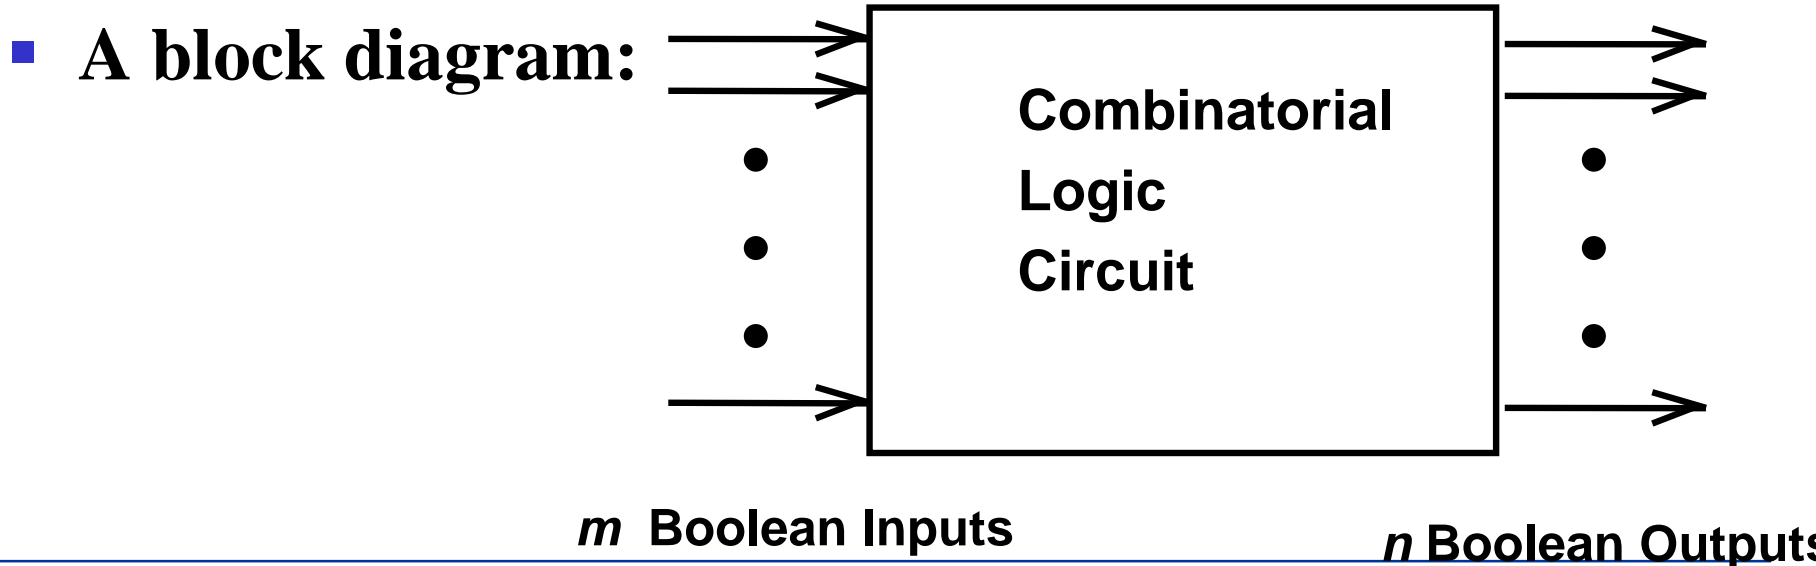 A block diagram:
Combinatorial
Logic
Circuit
m Boolean Inputs
n Boolean Outputs